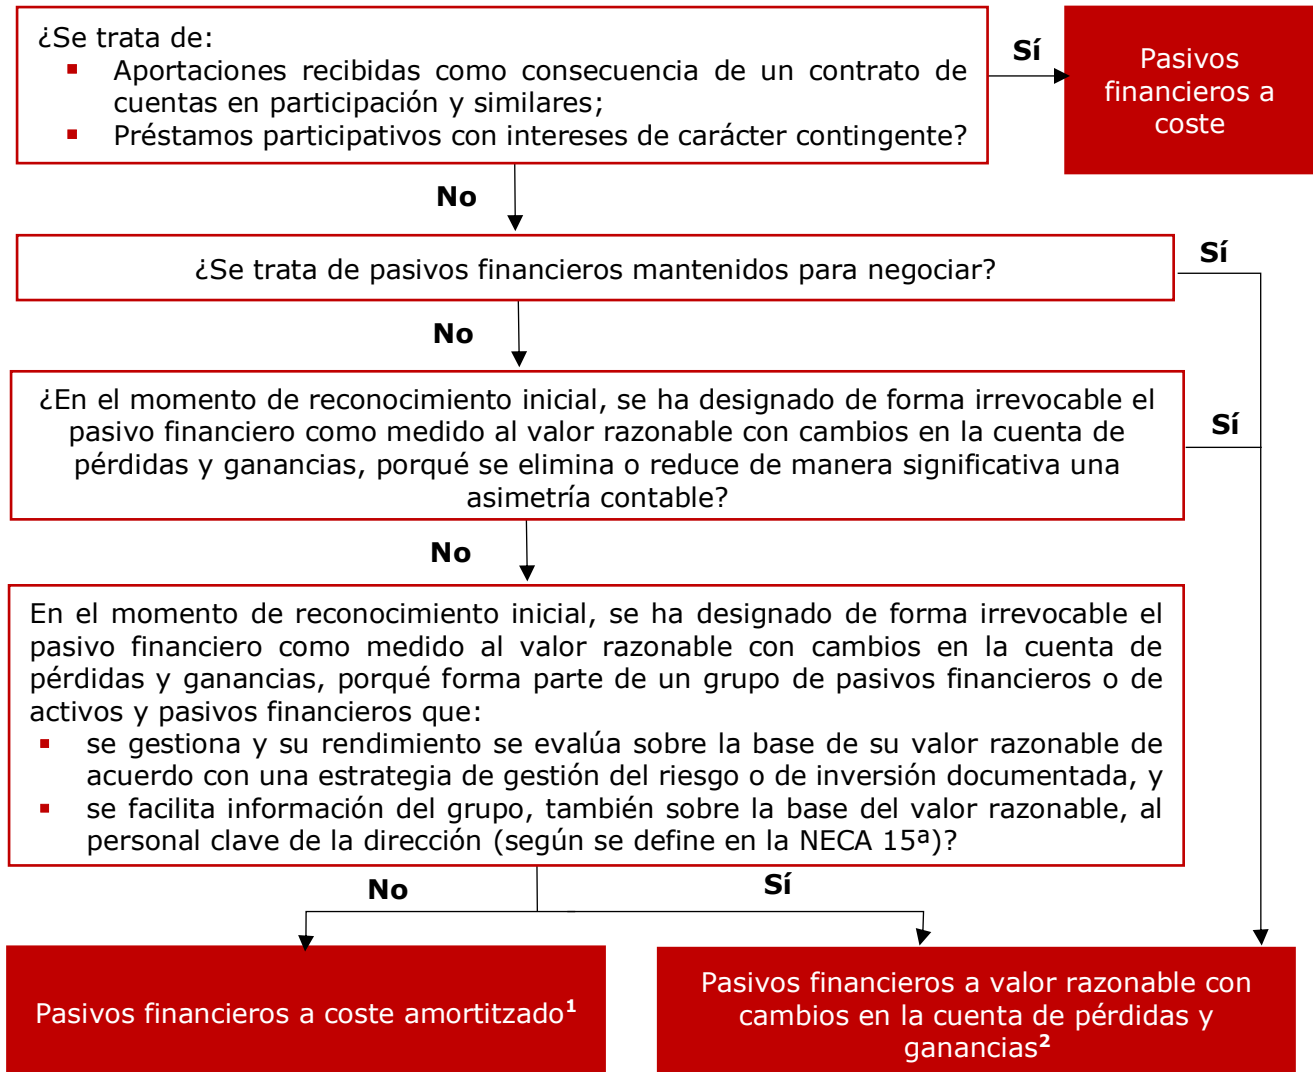 ¿Se trata de:
▪ Aportaciones recibidas como consecuencia de un contrato de
cuentas en participación y similares;
▪ Préstamos participativos con intereses de carácter contingente?
Sí
Pasivos
financieros a
coste
No
¿Se trata de pasivos financieros mantenidos para negociar?
Sí
No
¿En el momento de reconocimiento inicial, se ha designado de forma irrevocable el
pasivo financiero como medido al valor razonable con cambios en la cuenta de
pérdidas y ganancias, porqué se elimina o reduce de manera significativa una
asimetría contable?
Sí
No
En el momento de reconocimiento inicial, se ha designado de forma irrevocable el
pasivo financiero como medido al valor razonable con cambios en la cuenta de
pérdidas y ganancias, porqué forma parte de un grupo de pasivos financieros o de
activos y pasivos financieros que:
▪ se gestiona y su rendimiento se evalúa sobre la base de su valor razonable de
acuerdo con una estrategia de gestión del riesgo o de inversión documentada, y
▪ se facilita información del grupo, también sobre la base del valor razonable, al
personal clave de la dirección (según se define en la NECA 15ª)?
No
Sí
Pasivos financieros a coste amortitzado¹
Pasivos financieros a valor razonable con
cambios en la cuenta de pérdidas y
ganancias²